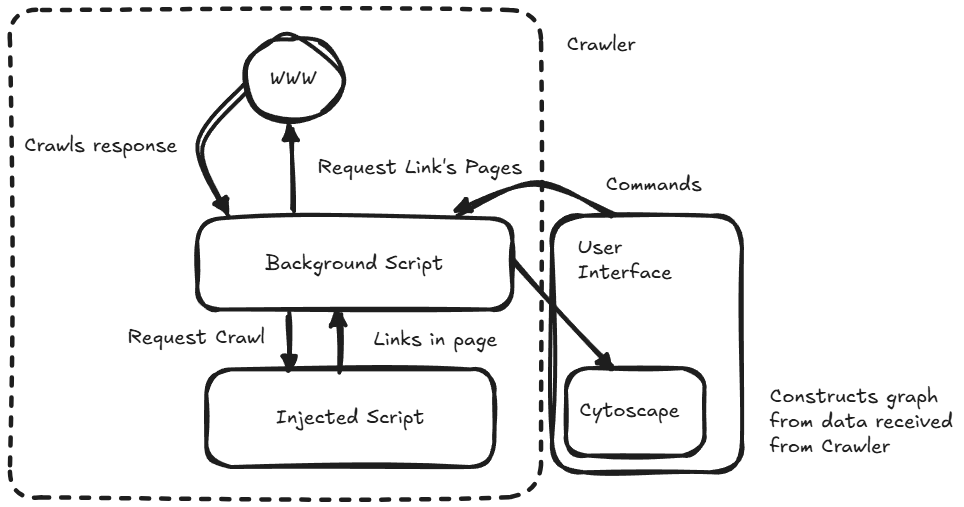 Crawler
WWW
Crawls response
Request Link's Pages
Commands
Background Script
User
Interface
Request Crawl
Links in page
Injected Script
Cytoscape
Constructs graph
from data received
from Crawler